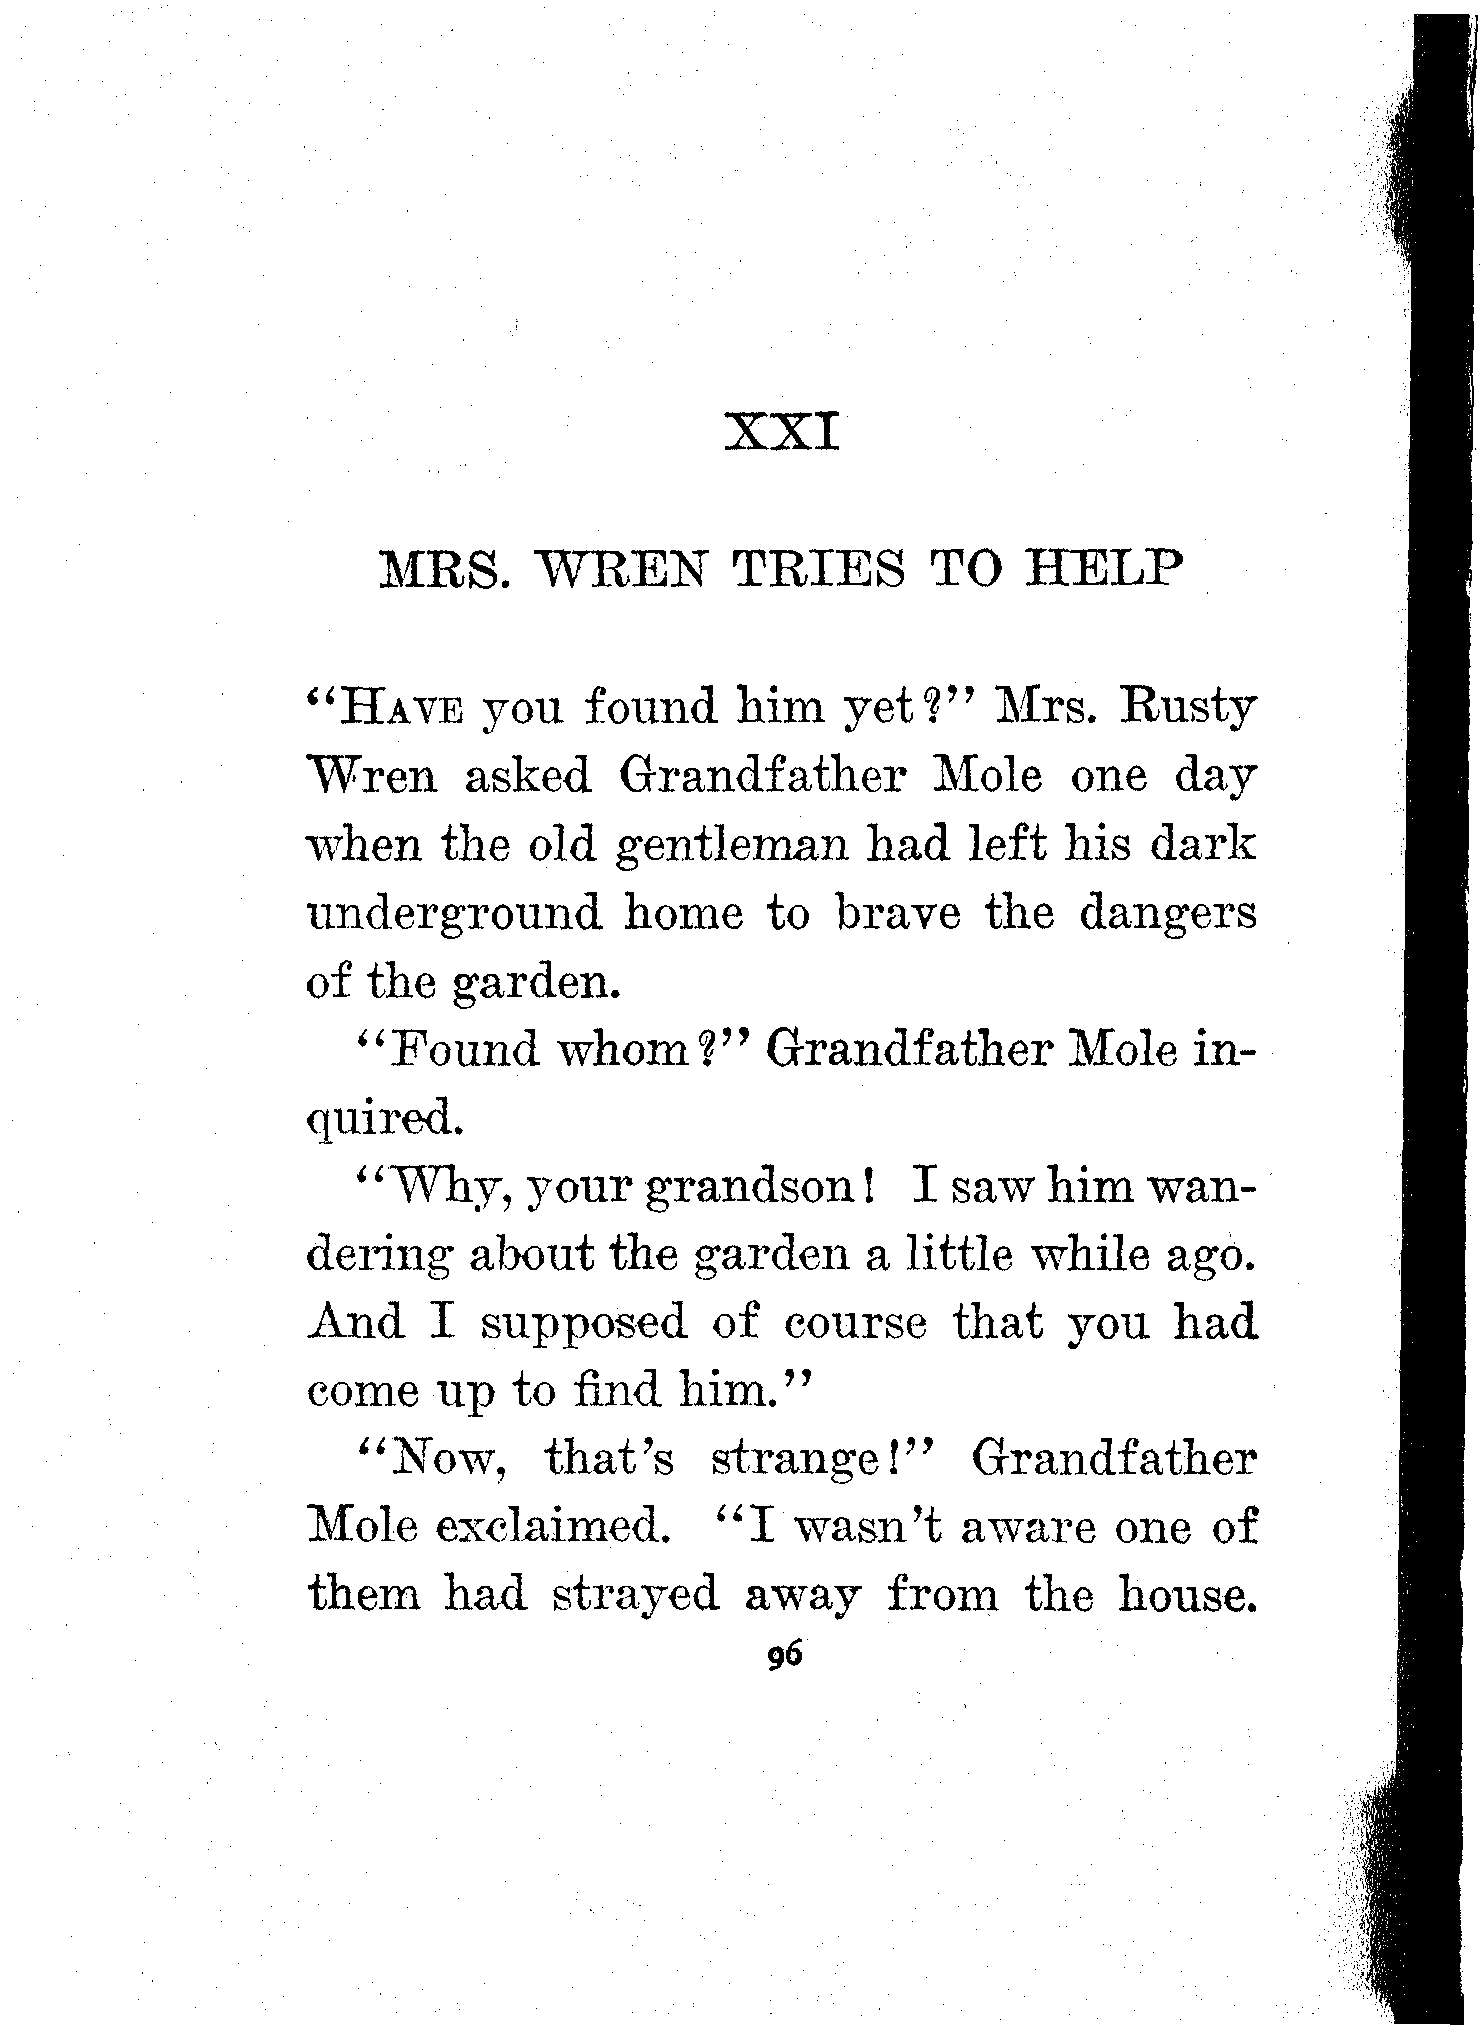 XXI
MRS. WREN TRIES TO HELP
"HAVE you found him yet?" Mrs. Rusty
Wren asked Grandfather Mole one day
when the old gentleman had left his dark
underground home to brave the dangers
of the garden.
"Found whom?" Grandfather Mole in-
quired.
"Why, your grandson! I saw him wan-
dering about the garden a little while ago.
And I supposed of course that you had
come up to find him."
"Now, that's strange!" Grandfather
Mole exclaimed. "I wasn't aware one of
them had strayed away from the house.
96